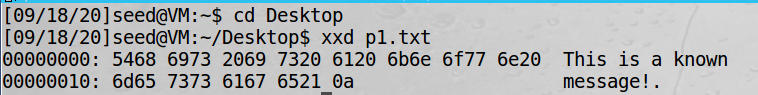 [09/18/20]seed@VM:~$ cd Desktop
[09/18/20]seed@VM:~/Desktop$ xxd p1.txt
00000000: 5468 6973 2069 7320 6120 6b6e 6f77 6e20  This is a known
00000010: 6d65 7373 6167 6521 0a                   message!.